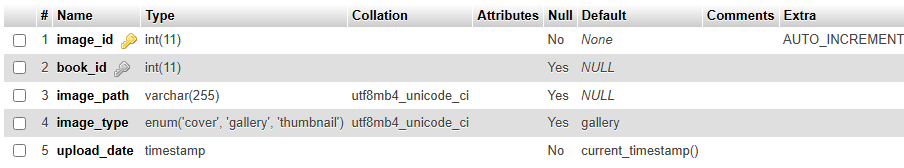 # Name Type Collation Attributes Null Default Comments Extra
1 image_id int(11) No None AUTO_INCREMENT
2 book_id int(11) Yes NULL
3 image_path varchar(255) utf8mb4_unicode_ci Yes NULL
4 image_type enum('cover', 'gallery', 'thumbnail') utf8mb4_unicode_ci Yes gallery
5 upload_date timestamp No current_timestamp()